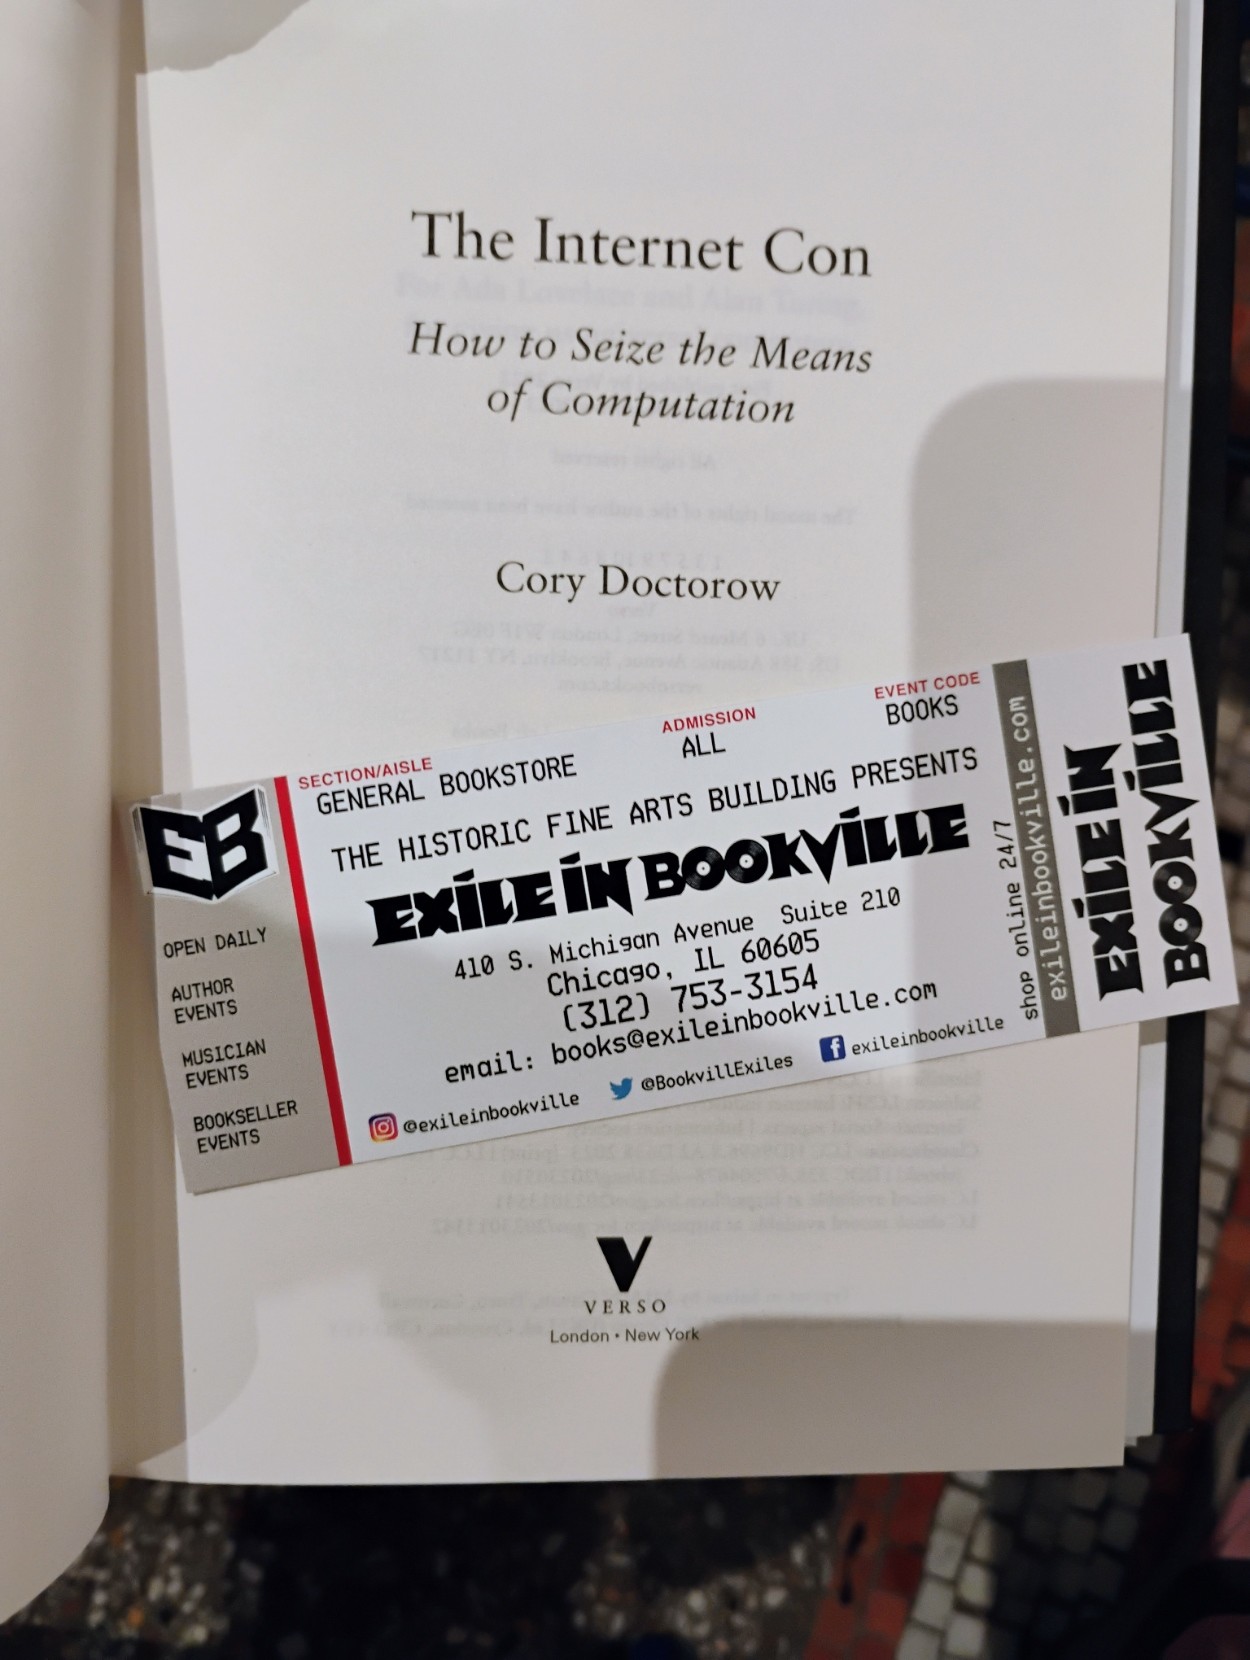 The Internet Con
How to Seize the Means
of Computation
Cory Doctorow
EB
OPEN DAILY
AUTHOR
EVENTS
MUSICIAN
EVENTS
BOOKSELLER
EVENTS
SECTION/AISLE
GENERAL BOOKSTORE
ADMISSION
ALL
EVENT CODE
BOOKS
THE HISTORIC FINE ARTS BUILDING PRESENTS
EXILE IN BOOKVILLE
410 S. Michigan Avenue Suite 210
Chicago, IL 60605
(312) 753-3154
email: books@exileinbookville.com
@exileinbookville
@BookvillExiles
exileinbookville
shop online 24/7
exileinbookville.com
EXILE IN
BOOKVILLE
V
VERSO
London • New York